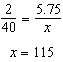 2/40 = 5.75/x
x = 115